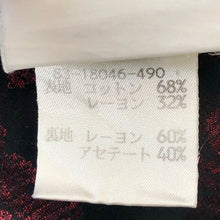 67-18046-490
表地 コットン 68%
レーヨン 32%
裏地 レーヨン 60%
アセテート 40%